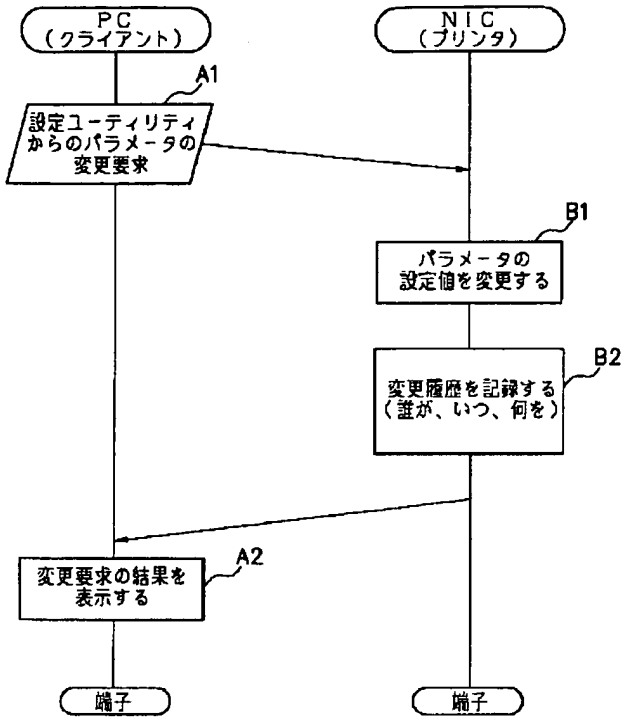 PC
(クライアント)
NIC
(プリンタ)
A1
設定ユーティリティ
からのパラメータの
変更要求
B1
パラメータの
設定値を変更する
B2
変更履歴を記録する
(誰が、いつ、何を)
A2
変更要求の結果を
表示する
端子
端子